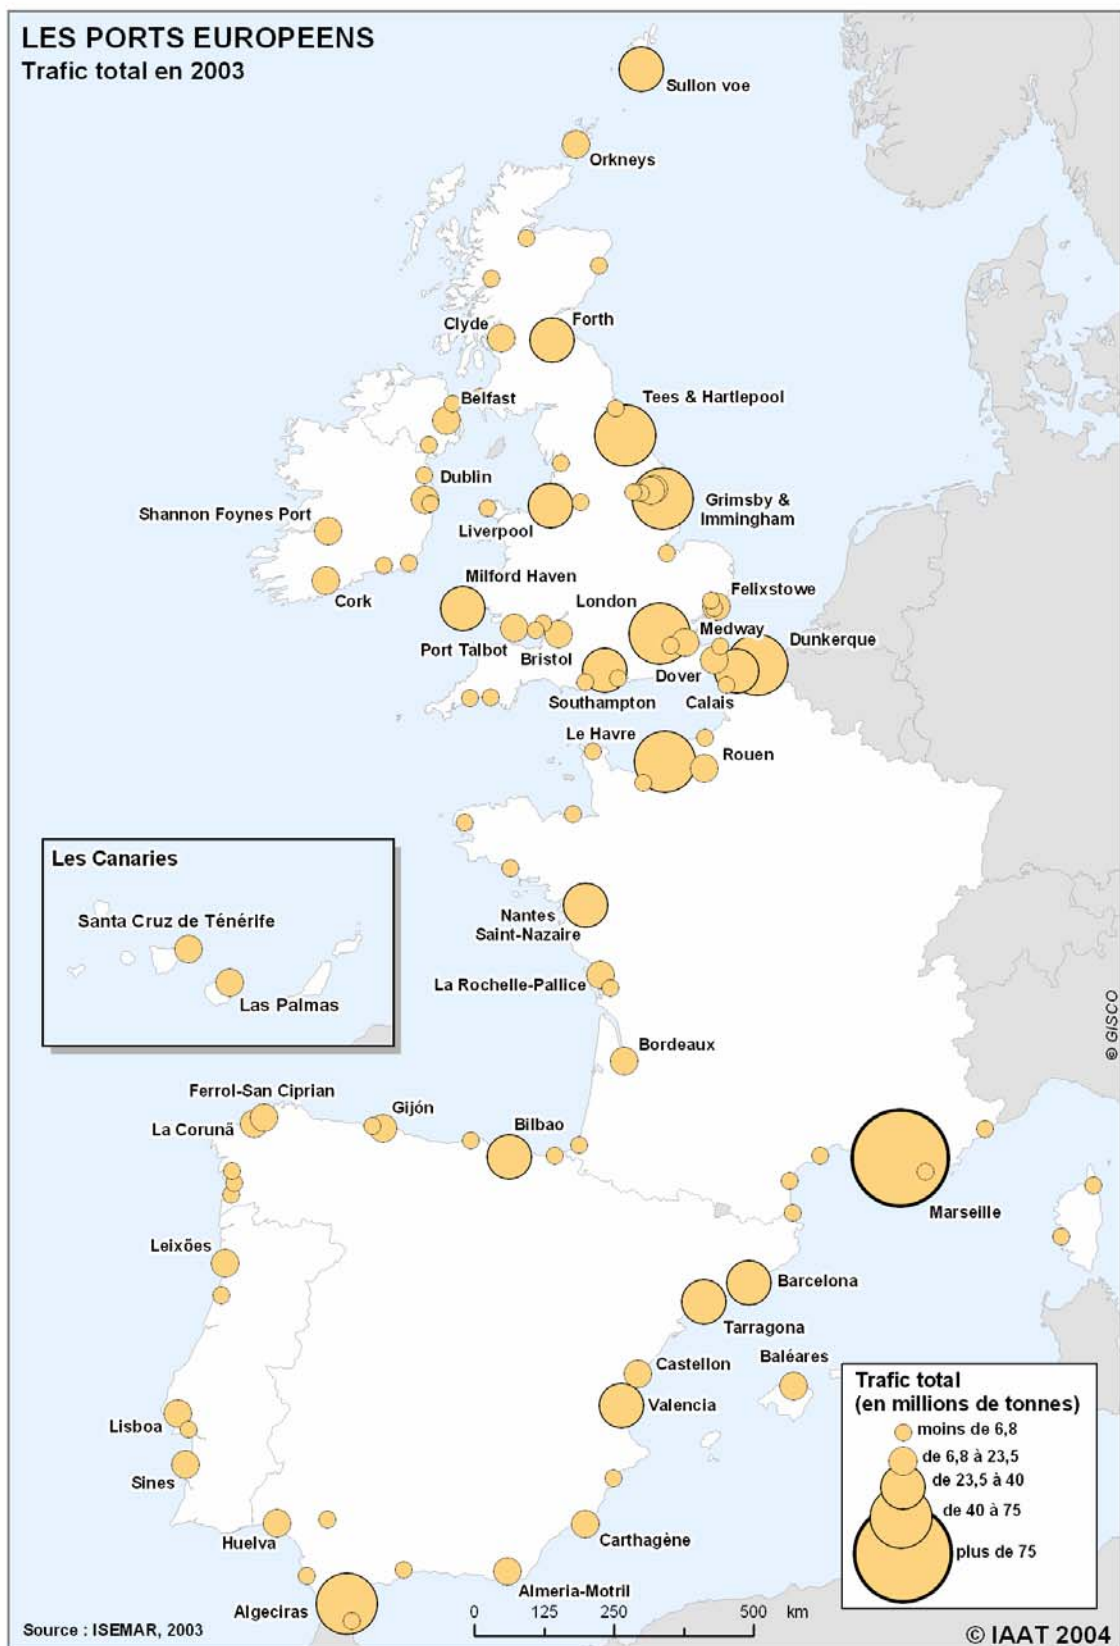 LES PORTS EUROPEENS
Trafic total en 2003
Sullon voe
Orkneys
Clyde
Forth
Belfast
Tees & Hartlepool
Dublin
Shannon Foynes Port
Liverpool
Grimsby &
Immingham
Cork
Milford Haven
Felixstowe
London
Medway
Port Talbot
Bristol
Dunkerque
Dover
Southampton
Calais
Le Havre
Rouen
Les Canaries
Santa Cruz de Ténérife
Las Palmas
Nantes
Saint-Nazaire
La Rochelle-Pallice
Bordeaux
© GISCO
Ferrol-San Ciprian
La Corunã
Gijón
Bilbao
Marseille
Leixões
Barcelona
Tarragona
Castellon
Baléares
Valencia
Lisboa
Sines
Huelva
Carthagène
Almeria-Motril
Algeciras
Trafic total
(en millions de tonnes)
moins de 6,8
de 6,8 à 23,5
de 23,5 à 40
de 40 à 75
plus de 75
0 125 250 500 km
Source : ISEMAR, 2003
© IAAT 2004